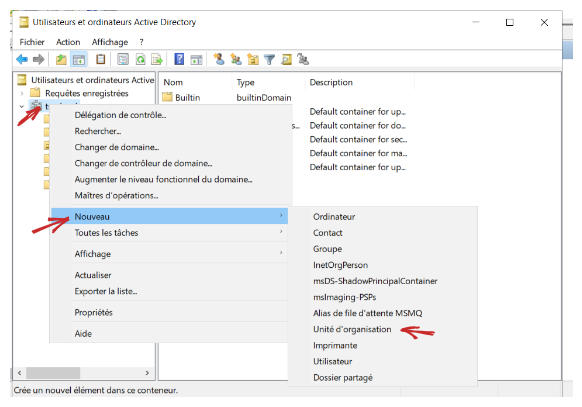 Utilisateurs et ordinateurs Active Directory
Fichier Action Affichage ?
Utilisateurs et ordinateurs Active
Requêtes enregistrées
Nom Type Description
Builtin builtinDomain
Default container for up...
s... Default container for do...
Default container for sec...
Default container for ma...
Default container for up...
Délégation de contrôle...
Rechercher...
Changer de domaine...
Changer de contrôleur de domaine...
Augmenter le niveau fonctionnel du domaine...
Maîtres d'opérations...
Nouveau
Toutes les tâches
Affichage
Actualiser
Exporter la liste...
Propriétés
Aide
Ordinateur
Contact
Groupe
InetOrgPerson
msDS-ShadowPrincipalContainer
msImaging-PSPs
Alias de file d'attente MSMQ
Unité d'organisation
Imprimante
Utilisateur
Dossier partagé
Crée un nouvel élément dans ce conteneur.